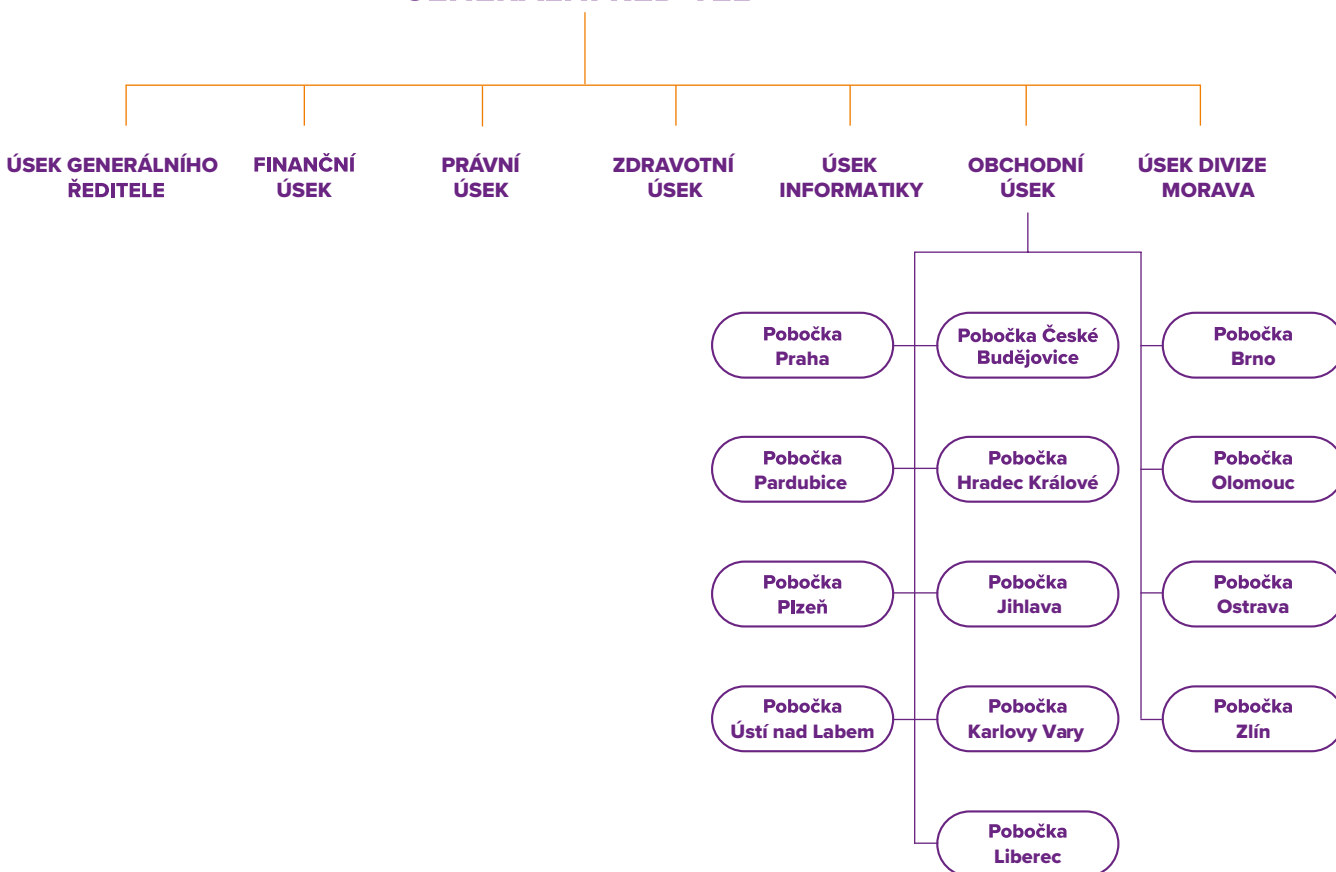 ÚSEK GENERÁLNÍHO
ŘEDITELE
FINANČNÍ
ÚSEK
PRÁVNÍ
ÚSEK
ZDRAVOTNÍ
ÚSEK
ÚSEK
INFORMATIKY
OBCHODNÍ
ÚSEK
ÚSEK DIVIZE
MORAVA
Pobočka
Praha
Pobočka České
Budějovice
Pobočka
Brno
Pobočka
Pardubice
Pobočka
Hradec Králové
Pobočka
Olomouc
Pobočka
Plzeň
Pobočka
Jihlava
Pobočka
Ostrava
Pobočka
Ústí nad Labem
Pobočka
Karlovy Vary
Pobočka
Zlín
Pobočka
Liberec